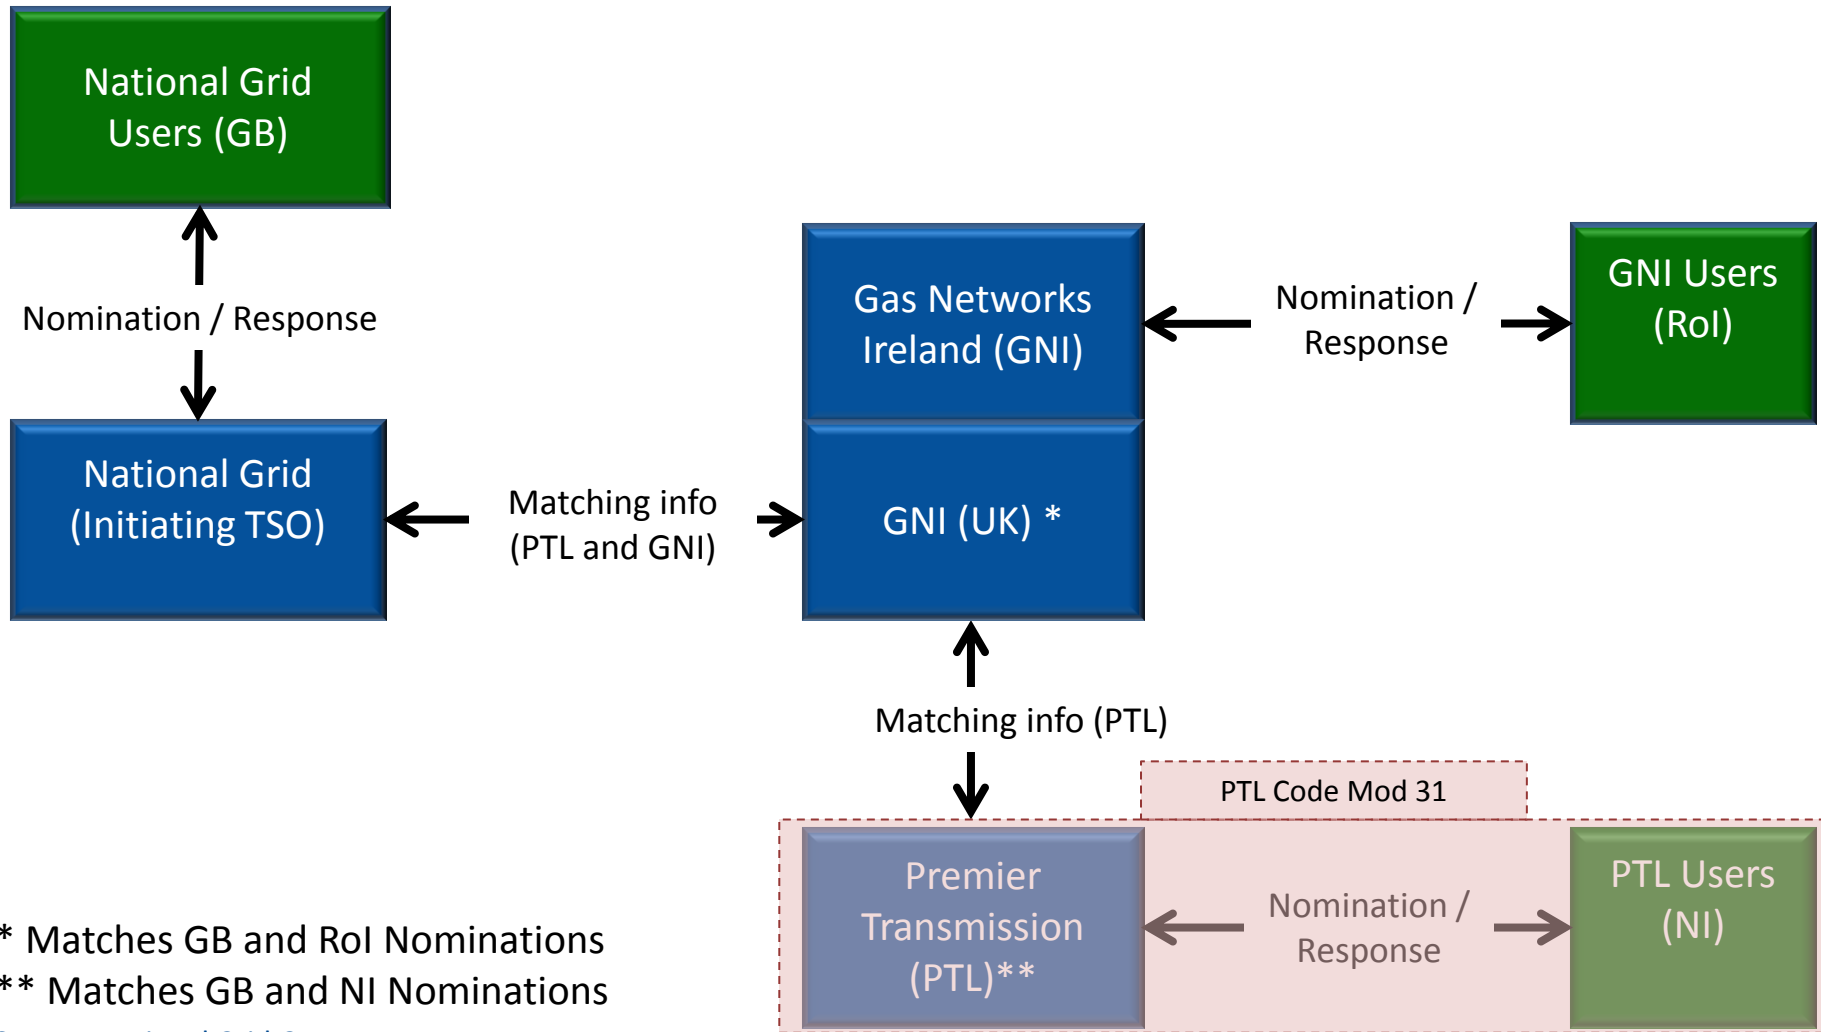 National Grid
Users (GB)
Nomination / Response
National Grid
(Initiating TSO)
Matching info
(PTL and GNI)
Gas Networks
Ireland (GNI)
GNI (UK) *
Nomination /
Response
GNI Users
(RoI)
Matching info (PTL)
PTL Code Mod 31
Premier
Transmission
(PTL)**
Nomination /
Response
PTL Users
(NI)
* Matches GB and RoI Nominations
** Matches GB and NI Nominations